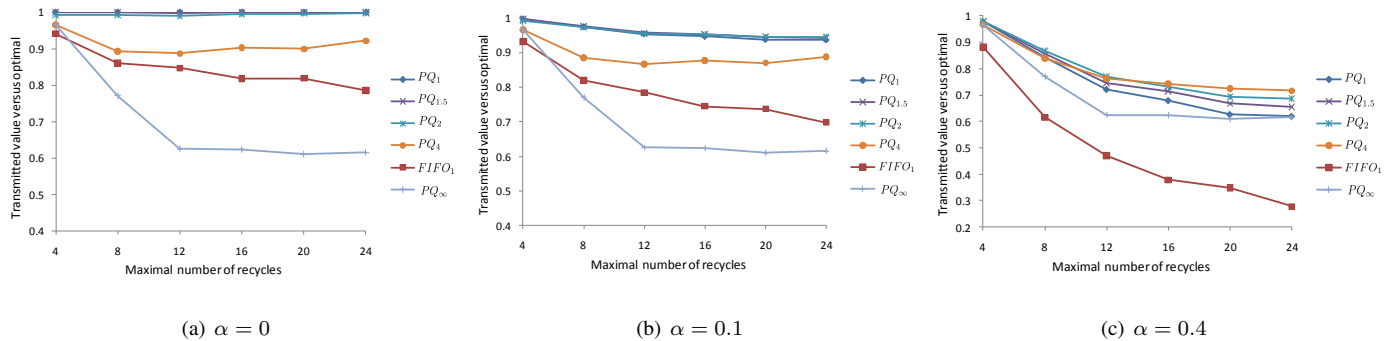 Transmitted value versus optimal
1
0.9
0.8
0.7
0.6
0.5
0.4
4 8 12 16 20 24
Maximal number of recycles
PQ₁
PQ₁.₅
PQ₂
PQ₄
FIFO₁
PQ∞
(a) α = 0
Transmitted value versus optimal
1
0.9
0.8
0.7
0.6
0.5
0.4
4 8 12 16 20 24
Maximal number of recycles
PQ₁
PQ₁.₅
PQ₂
PQ₄
FIFO₁
PQ∞
(b) α = 0.1
Transmitted value versus optimal
1
0.9
0.8
0.7
0.6
0.5
0.4
0.3
0.2
4 8 12 16 20 24
Maximal number of recycles
PQ₁
PQ₁.₅
PQ₂
PQ₄
FIFO₁
PQ∞
(c) α = 0.4